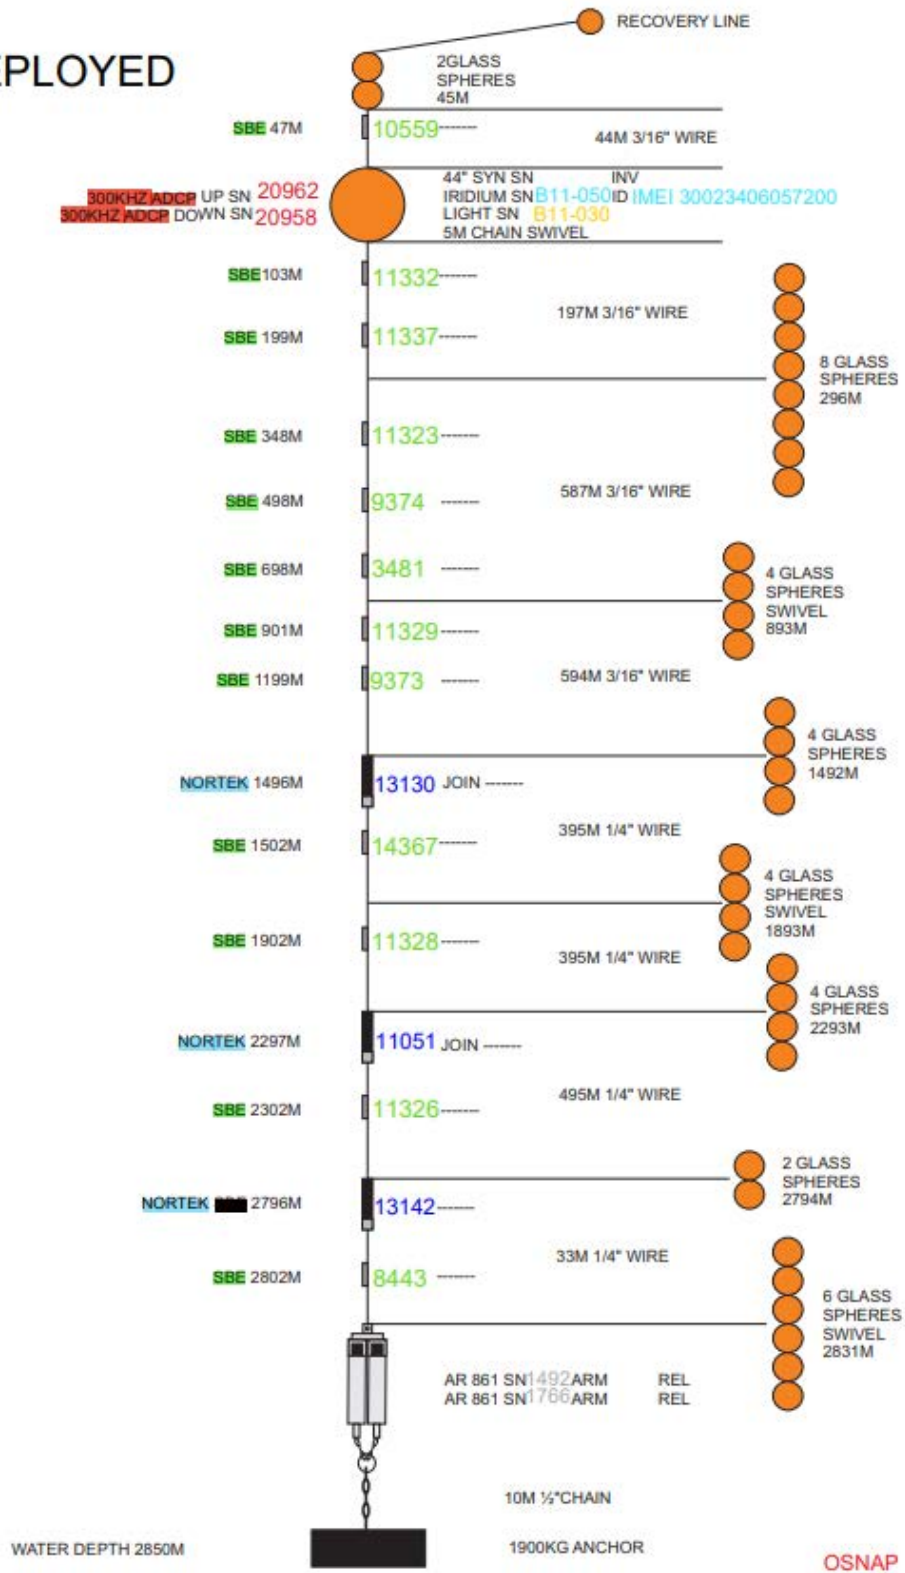 RECOVERY LINE
EPLOYED
2GLASS
SPHERES
45M
SBE 47M 10559-------
44M 3/16" WIRE
44" SYN SN INV
300KHZ ADCP UP SN 20962 IRIDIUM SN B11-050 ID IMEI 30023406057200
300KHZ ADCP DOWN SN 20958 LIGHT SN B11-030
5M CHAIN SWIVEL
SBE103M 11332-------
197M 3/16" WIRE
SBE 199M 11337-------
8 GLASS
SPHERES
296M
SBE 348M 11323-------
587M 3/16" WIRE
SBE 498M 9374 -------
SBE 698M 3481 -------
4 GLASS
SPHERES
SWIVEL
893M
SBE 901M 11329-------
SBE 1199M 9373 -------
594M 3/16" WIRE
4 GLASS
SPHERES
1492M
NORTEK 1496M 13130 JOIN -------
395M 1/4" WIRE
SBE 1502M 14367-------
4 GLASS
SPHERES
SWIVEL
1893M
SBE 1902M 11328-------
395M 1/4" WIRE
4 GLASS
SPHERES
2293M
NORTEK 2297M 11051 JOIN -------
495M 1/4" WIRE
SBE 2302M 11326-------
2 GLASS
SPHERES
2794M
NORTEK 2796M 13142-------
33M 1/4" WIRE
SBE 2802M 8443 -------
6 GLASS
SPHERES
SWIVEL
2831M
AR 861 SN 1492 ARM REL
AR 861 SN 1766 ARM REL
10M ½"CHAIN
WATER DEPTH 2850M 1900KG ANCHOR
OSNAP